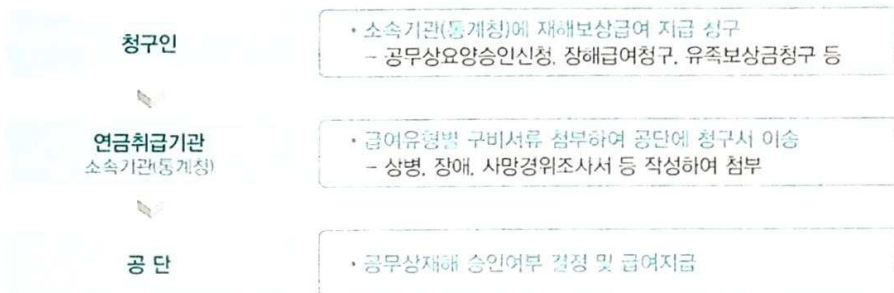 청구인
• 소속기관(통계청)에 재해보상급여 지급 청구
- 공무상요양승인신청, 장해급여청구, 유족보상금청구 등
연금취급기관
소속기관(통계청)
• 급여유형별 구비서류 첨부하여 공단에 청구서 이송
- 상병, 장애, 사망경위조사서 등 작성하여 첨부
공 단
• 공무상재해 승인여부 결정 및 급여지급